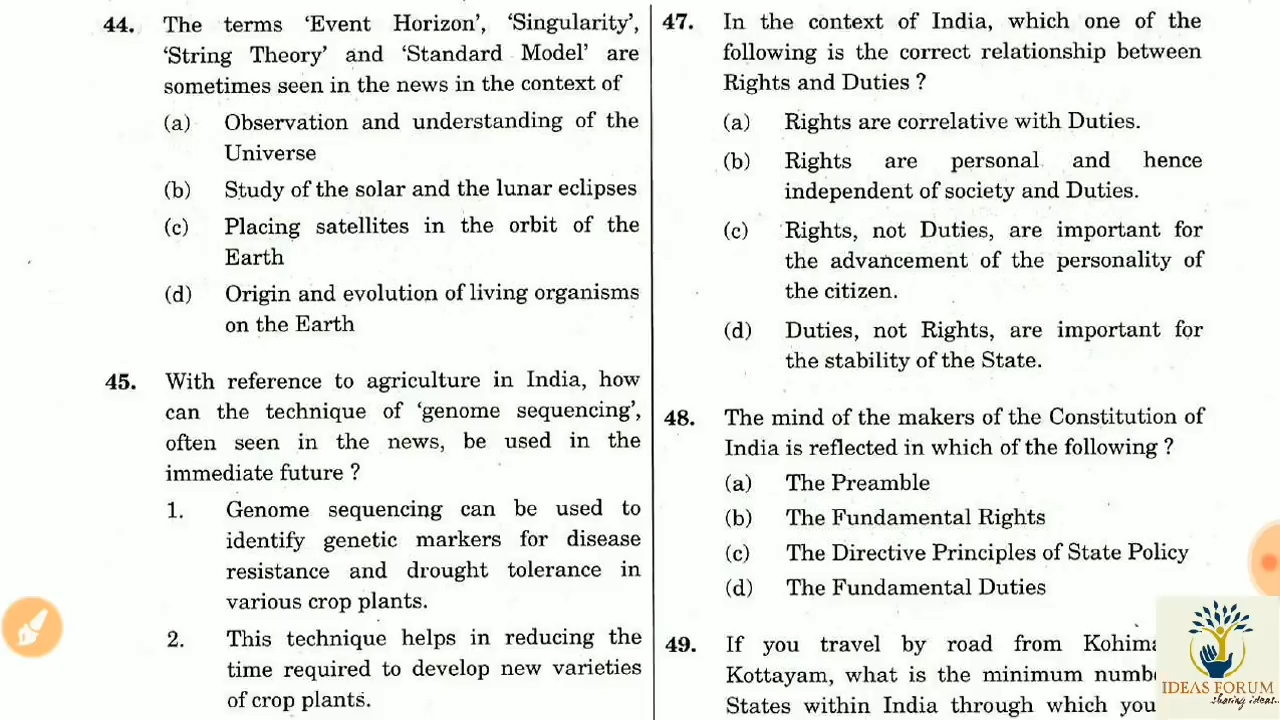 44. The terms ‘Event Horizon’, ‘Singularity’,
‘String Theory’ and ‘Standard Model’ are
sometimes seen in the news in the context of
(a) Observation and understanding of the
Universe
(b) Study of the solar and the lunar eclipses
(c) Placing satellites in the orbit of the
Earth
(d) Origin and evolution of living organisms
on the Earth
45. With reference to agriculture in India, how
can the technique of ‘genome sequencing’,
often seen in the news, be used in the
immediate future ?
1. Genome sequencing can be used to
identify genetic markers for disease
resistance and drought tolerance in
various crop plants.
2. This technique helps in reducing the
time required to develop new varieties
of crop plants.
47. In the context of India, which one of the
following is the correct relationship between
Rights and Duties ?
(a) Rights are correlative with Duties.
(b) Rights are personal and hence
independent of society and Duties.
(c) Rights, not Duties, are important for
the advancement of the personality of
the citizen.
(d) Duties, not Rights, are important for
the stability of the State.
48. The mind of the makers of the Constitution of
India is reflected in which of the following ?
(a) The Preamble
(b) The Fundamental Rights
(c) The Directive Principles of State Policy
(d) The Fundamental Duties
49. If you travel by road from
Kottayam, what is the minimum
States within India through which you
IDEAS FORUM
sharing ideas..